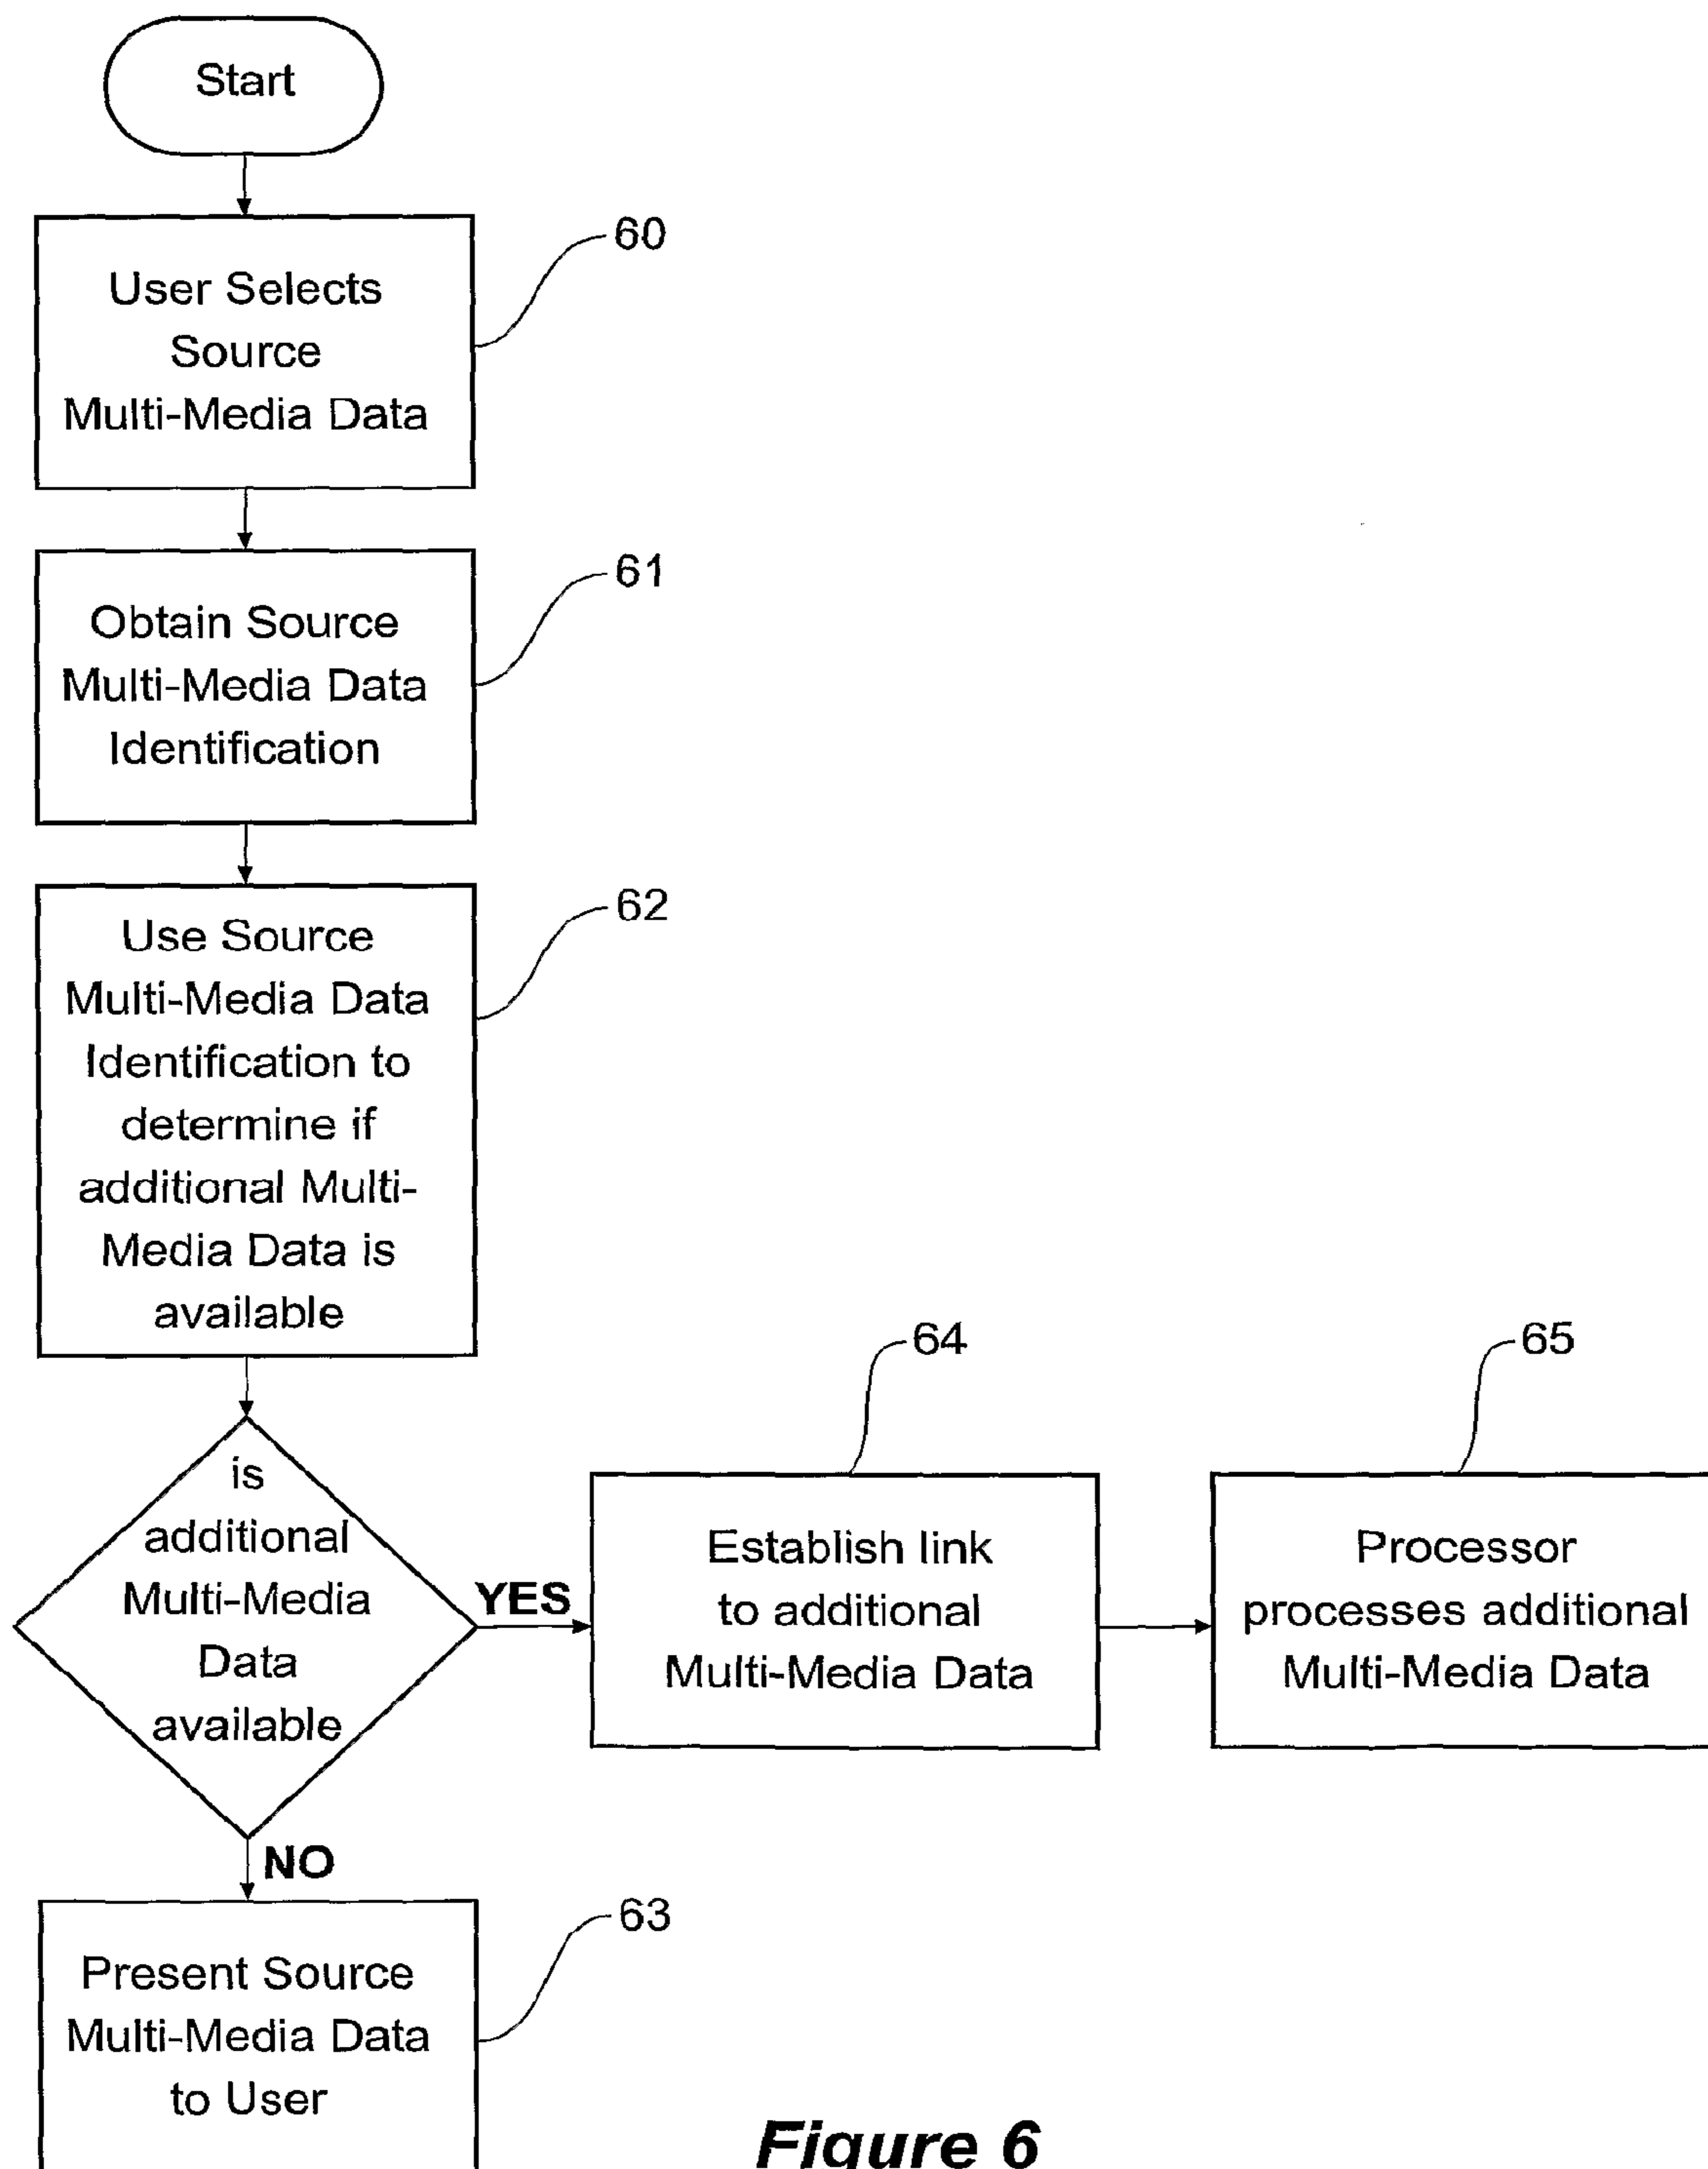 Start
60
User Selects
Source
Multi-Media Data
61
Obtain Source
Multi-Media Data
Identification
62
Use Source
Multi-Media Data
Identification to
determine if
additional Multi-
Media Data is
available
is
additional
Multi-Media
Data
available
YES
64
Establish link
to additional
Multi-Media Data
65
Processor
processes additional
Multi-Media Data
NO
63
Present Source
Multi-Media Data
to User
Figure 6